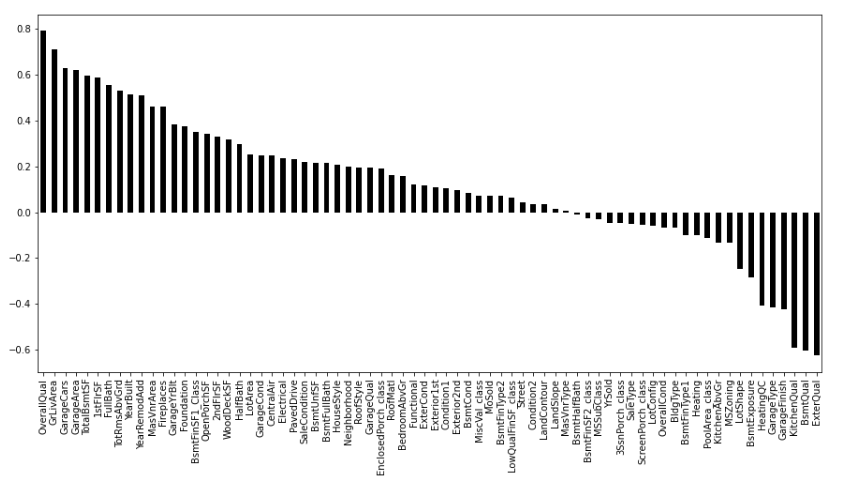 0.8
0.6
0.4
0.2
0.0
−0.2
−0.4
−0.6
OverallQual
GrLivArea
GarageCars
GarageArea
TotalBsmtSF
1stFlrSF
FullBath
TotRmsAbvGrd
YearBuilt
YearRemodAdd
MasVnrArea
Fireplaces
GarageYrBlt
Foundation
BsmtFinSF1_Class
OpenPorchSF
2ndFlrSF
WoodDeckSF
HalfBath
LotArea
GarageCond
CentralAir
Electrical
PavedDrive
SaleCondition
BsmtUnfSF
BsmtFullBath
HouseStyle
Neighborhood
RoofStyle
GarageQual
EnclosedPorch_class
RoofMatl
BedroomAbvGr
Functional
ExterCond
Exterior1st
Condition1
Exterior2nd
BsmtCond
MiscVal_class
MoSold
BsmtFinType2
LowQualFinSF_class
Street
Condition2
LandContour
LandSlope
MasVnrType
BsmtHalfBath
BsmtFinSF2_class
MSSubClass
YrSold
3SsnPorch_class
SaleType
ScreenPorch_class
LotConfig
OverallCond
BldgType
BsmtFinType1
Heating
PoolArea_class
KitchenAbvGr
MSZoning
LotShape
BsmtExposure
HeatingQC
GarageType
GarageFinish
KitchenQual
BsmtQual
ExterQual